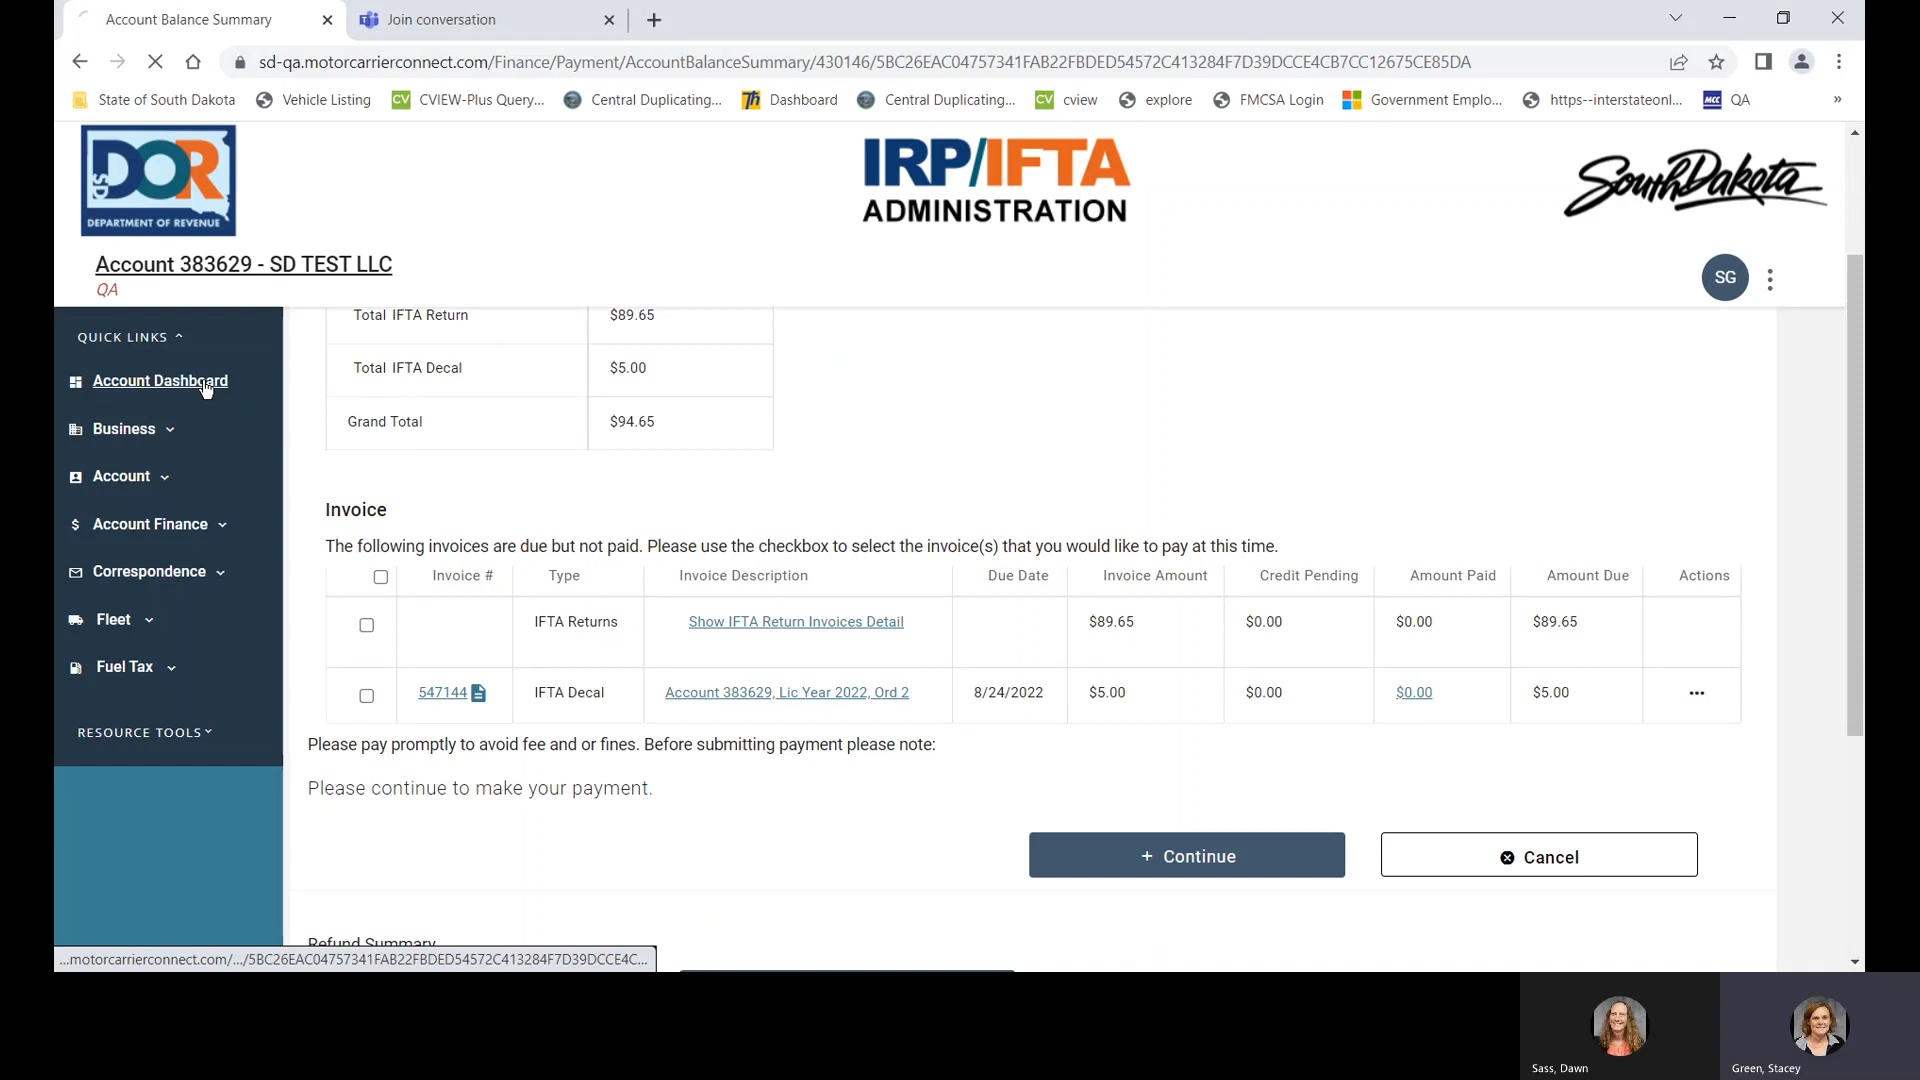 Account Balance Summary
Join conversation
sd-qa.motorcarrierconnect.com/Finance/Payment/AccountBalanceSummary/430146/5BC26EAC04757341FAB22FBDED54572C413284F7D39DCCE4CB7CC12675CE85DA
State of South Dakota
Vehicle Listing
CV CVIEW-Plus Query...
Central Duplicating...
Th Dashboard
Central Duplicating...
CV cview
explore
FMCSA Login
Government Emplo...
https--interstateonl...
MCC QA
»
SD DOR
DEPARTMENT OF REVENUE
IRP/IFTA
ADMINISTRATION
South Dakota
Account 383629 - SD TEST LLC
QA
SG
QUICK LINKS
Account Dashboard
Business
Account
$ Account Finance
Correspondence
Fleet
Fuel Tax
RESOURCE TOOLS
Total IFTA Return $89.65
Total IFTA Decal $5.00
Grand Total $94.65
Invoice
The following invoices are due but not paid. Please use the checkbox to select the invoice(s) that you would like to pay at this time.
Invoice # Type Invoice Description Due Date Invoice Amount Credit Pending Amount Paid Amount Due Actions
IFTA Returns Show IFTA Return Invoices Detail $89.65 $0.00 $0.00 $89.65
547144 IFTA Decal Account 383629, Lic Year 2022, Ord 2 8/24/2022 $5.00 $0.00 $0.00 $5.00 •••
Please pay promptly to avoid fee and or fines. Before submitting payment please note:
Please continue to make your payment.
+ Continue
Cancel
Refund Summary
...motorcarrierconnect.com/.../5BC26EAC04757341FAB22FBDED54572C413284F7D39DCCE4C...
Sass, Dawn
Green, Stacey